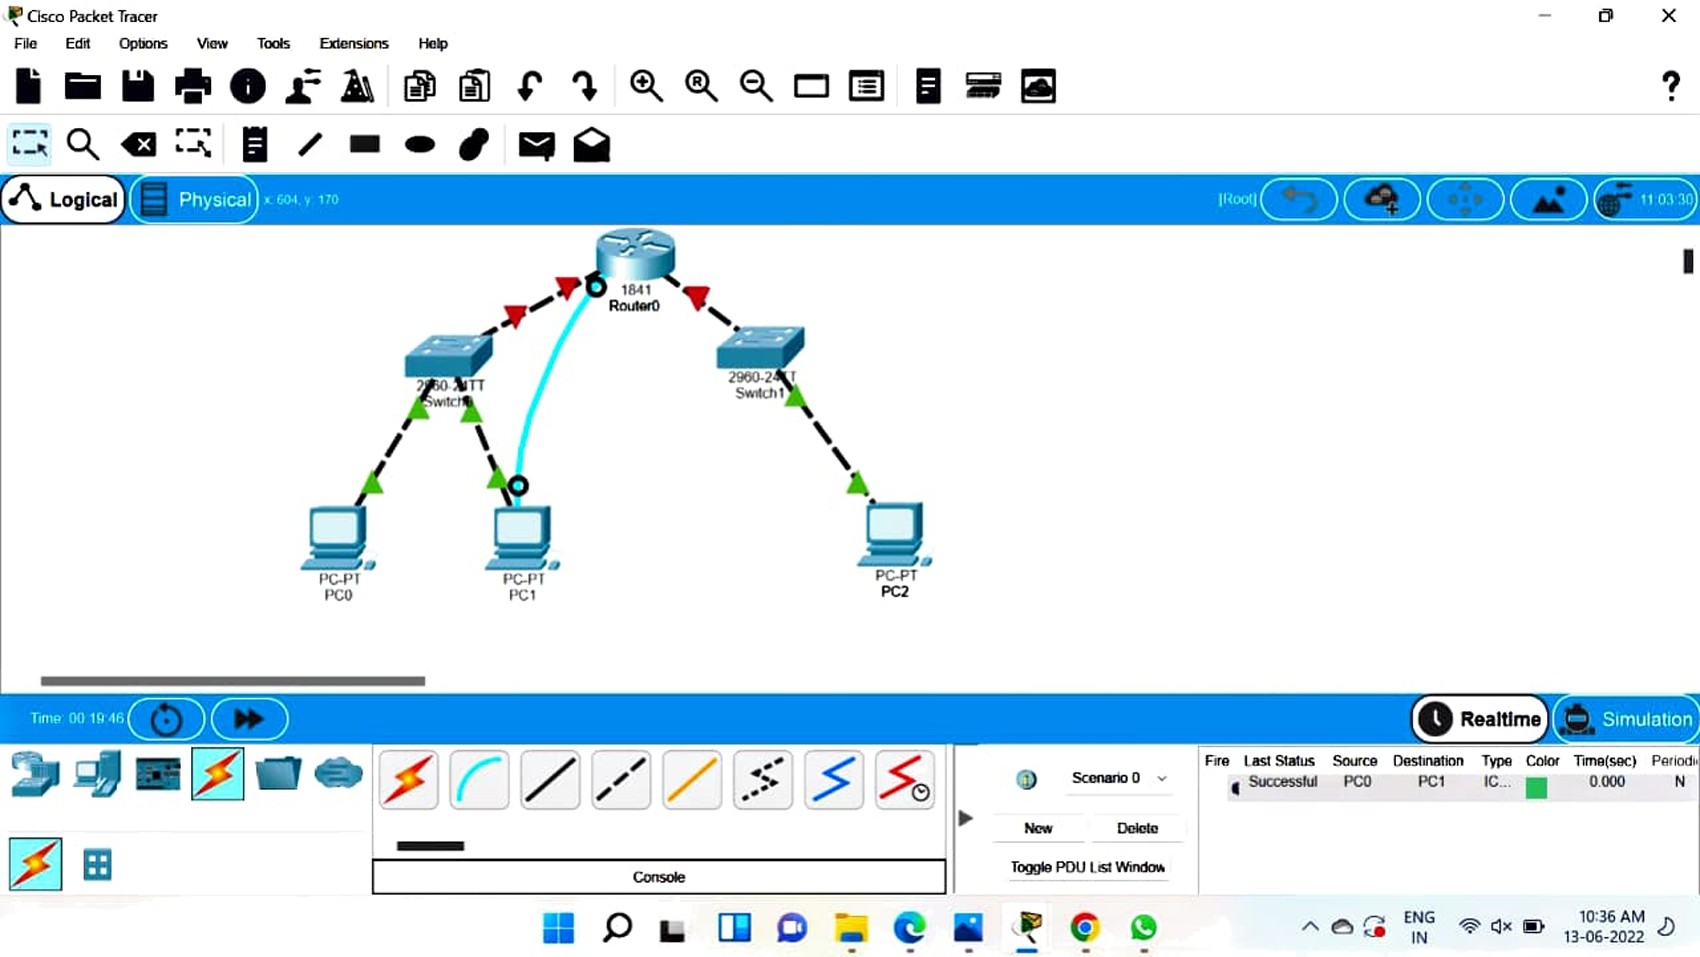 Cisco Packet Tracer
File Edit Options View Tools Extensions Help
?
Logical Physical x: 604, y: 170 [Root] 11:03:30
1841
Router0
2960-24TT
Switch0
2960-24TT
Switch1
PC-PT
PC0
PC-PT
PC1
PC-PT
PC2
Time: 00:19:46 Realtime Simulation
Scenario 0
New Delete
Toggle PDU List Window
Console
Fire Last Status Source Destination Type Color Time(sec) Periodi
Successful PC0 PC1 IC... 0.000 N
ENG
IN
10:36 AM
13-06-2022